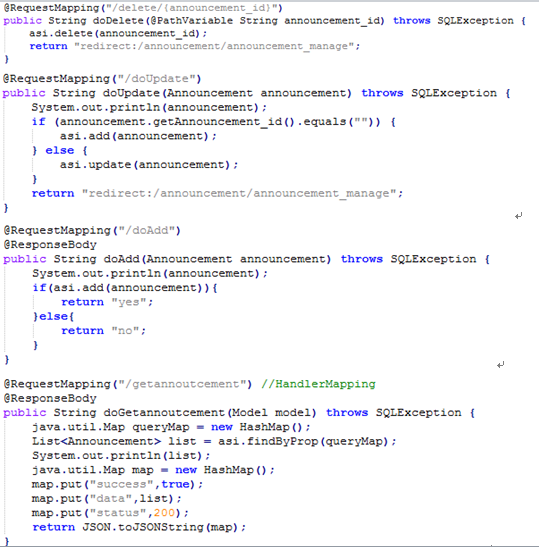 @RequestMapping("/delete/{announcement_id}")
public String doDelete(@PathVariable String announcement_id) throws SQLException {
    asi.delete(announcement_id);
    return "redirect:/announcement/announcement_manage";
}
@RequestMapping("/doUpdate")
public String doUpdate(Announcement announcement) throws SQLException {
    System.out.println(announcement);
    if (announcement.getAnnouncement_id().equals("")) {
        asi.add(announcement);
    } else {
        asi.update(announcement);
    }
    return "redirect:/announcement/announcement_manage";
}
@RequestMapping("/doAdd")
@ResponseBody
public String doAdd(Announcement announcement) throws SQLException {
    System.out.println(announcement);
    if(asi.add(announcement)){
        return "yes";
    }else{
        return "no";
    }
}
@RequestMapping("/getannoutcement") //HandlerMapping
@ResponseBody
public String doGetannoutcement(Model model) throws SQLException {
    java.util.Map queryMap = new HashMap();
    List<Announcement> list = asi.findByProp(queryMap);
    System.out.println(list);
    java.util.Map map = new HashMap();
    map.put("success",true);
    map.put("data",list);
    map.put("status",200);
    return JSON.toJSONString(map);
}